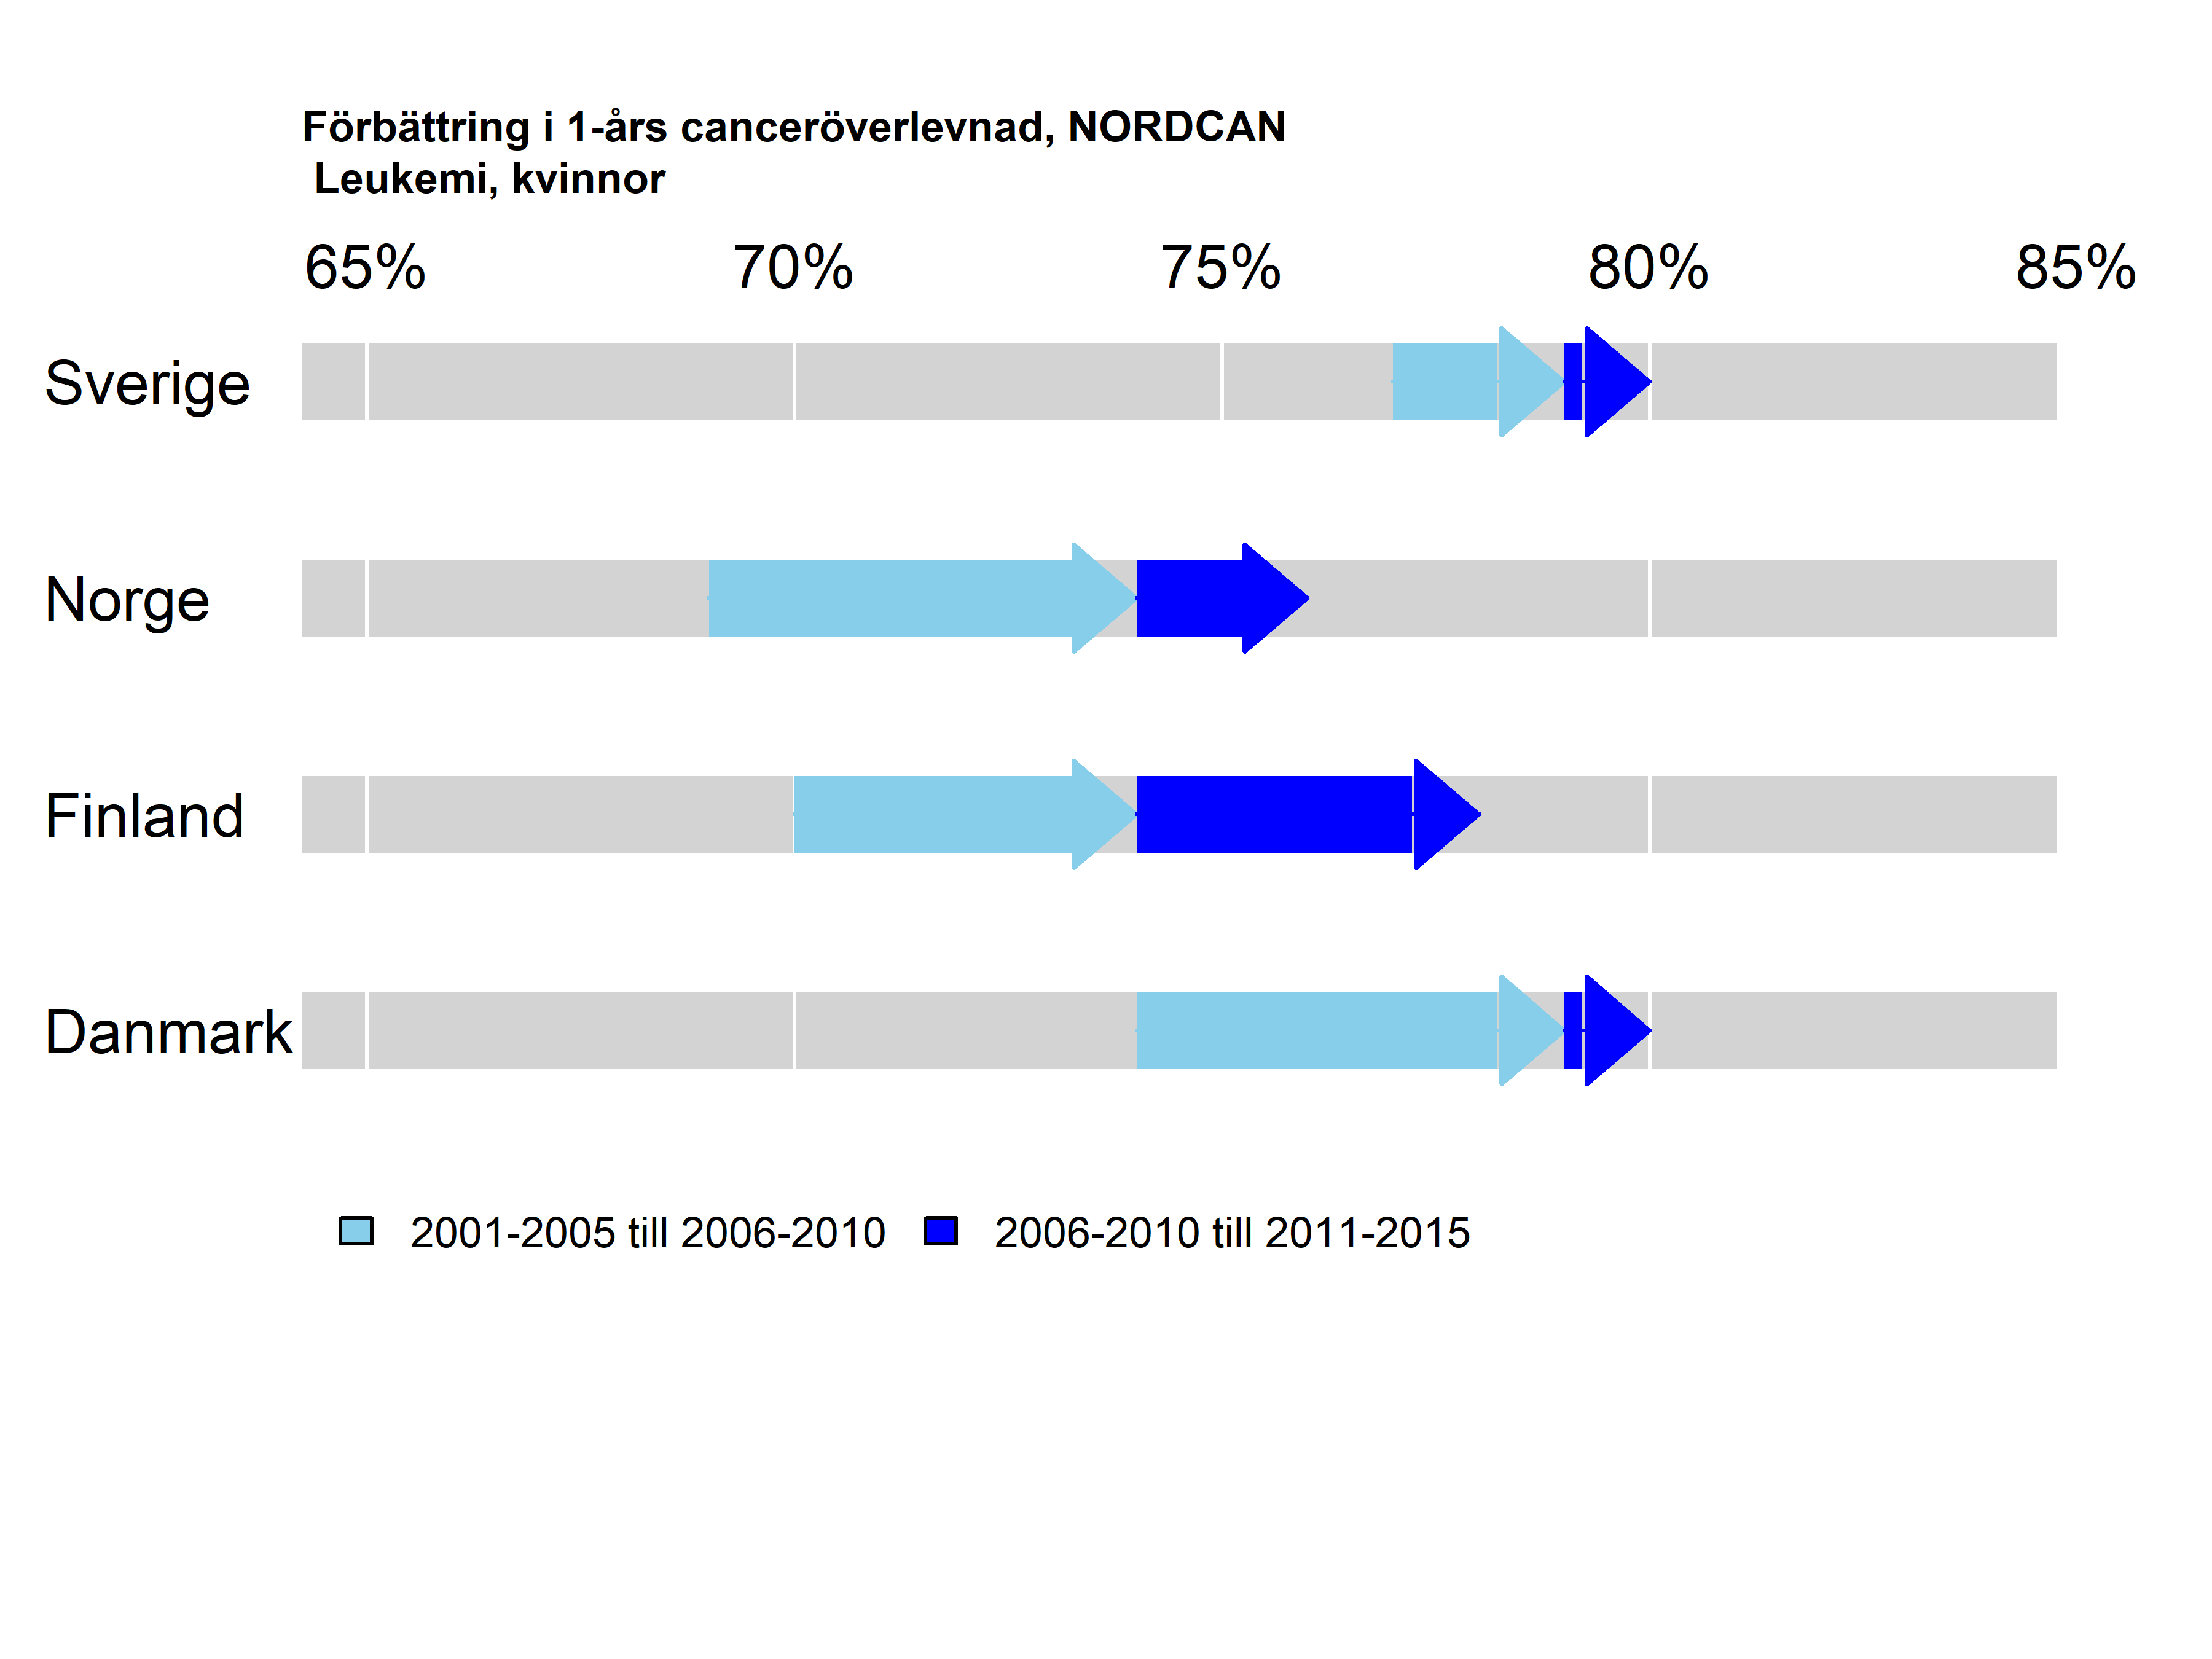 Förbättring i 1-års canceröverlevnad, NORDCAN
Leukemi, kvinnor
65% 70% 75% 80% 85%
Sverige
Norge
Finland
Danmark
2001-2005 till 2006-2010 2006-2010 till 2011-2015